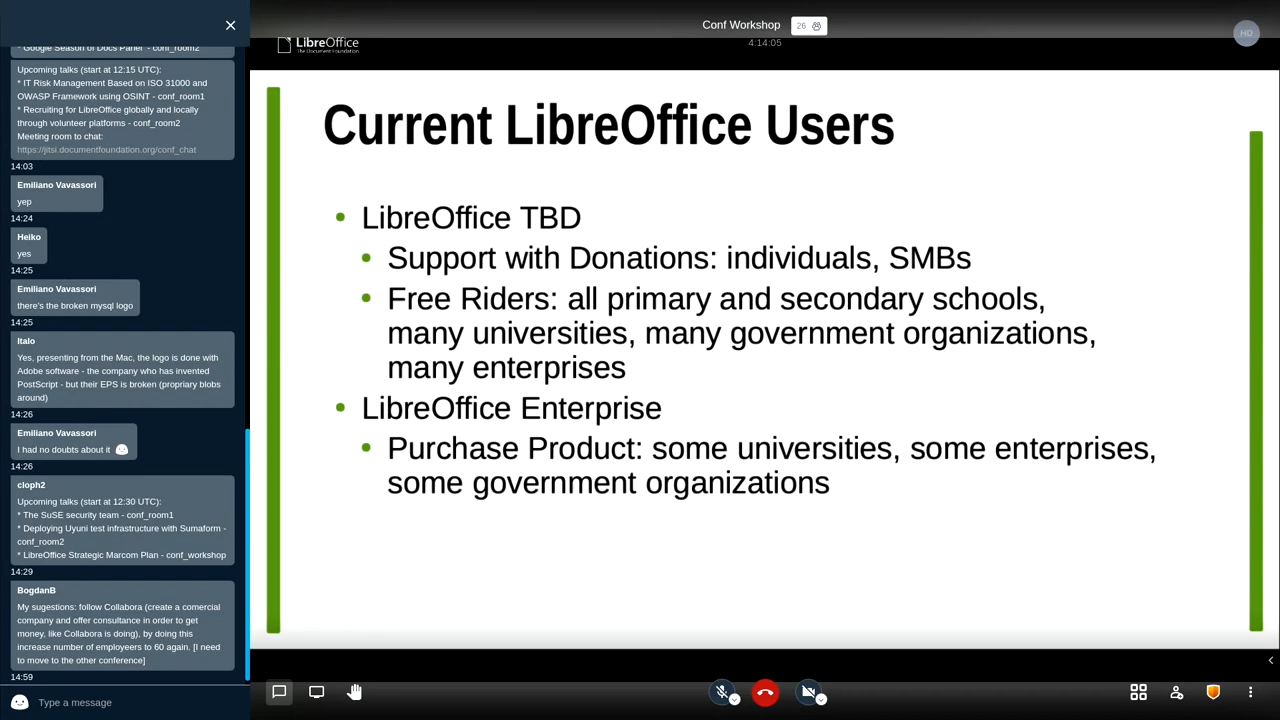 * Google Season of Docs Panel - conf_room2
Upcoming talks (start at 12:15 UTC):
* IT Risk Management Based on ISO 31000 and
OWASP Framework using OSINT - conf_room1
* Recruiting for LibreOffice globally and locally
through volunteer platforms - conf_room2
Meeting room to chat:
https://jitsi.documentfoundation.org/conf_chat
14:03
Emiliano Vavassori
yep
14:24
Heiko
yes
14:25
Emiliano Vavassori
there's the broken mysql logo
14:25
Italo
Yes, presenting from the Mac, the logo is done with
Adobe software - the company who has invented
PostScript - but their EPS is broken (propriary blobs
around)
14:26
Emiliano Vavassori
I had no doubts about it
14:26
cloph2
Upcoming talks (start at 12:30 UTC):
* The SuSE security team - conf_room1
* Deploying Uyuni test infrastructure with Sumaform -
conf_room2
* LibreOffice Strategic Marcom Plan - conf_workshop
14:29
BogdanB
My sugestions: follow Collabora (create a comercial
company and offer consultance in order to get
money, like Collabora is doing), by doing this
increase number of employeers to 60 again. [I need
to move to the other conference]
14:59
Type a message
Conf Workshop 26
4:14:05
HD
LibreOffice
The Document Foundation
Current LibreOffice Users
• LibreOffice TBD
• Support with Donations: individuals, SMBs
• Free Riders: all primary and secondary schools,
many universities, many government organizations,
many enterprises
• LibreOffice Enterprise
• Purchase Product: some universities, some enterprises,
some government organizations